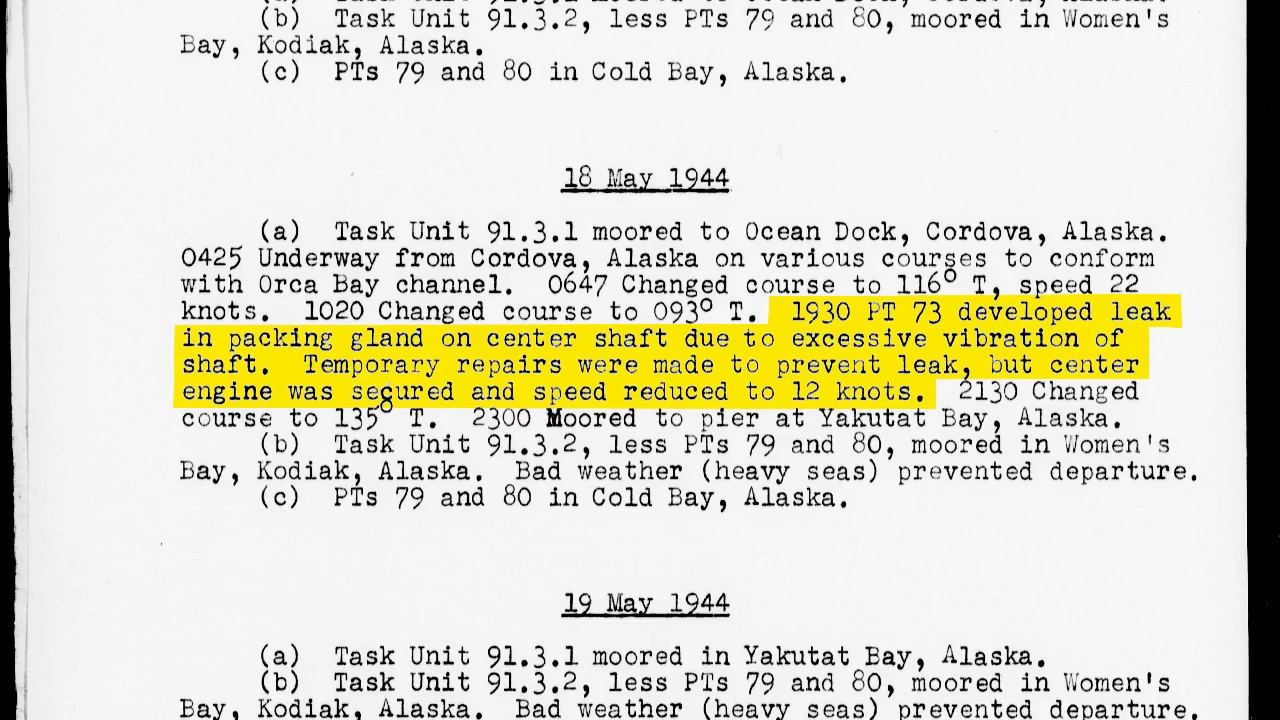 (b) Task Unit 91.3.2, less PTs 79 and 80, moored in Women's
Bay, Kodiak, Alaska.
(c) PTs 79 and 80 in Cold Bay, Alaska.
18 May 1944
(a) Task Unit 91.3.1 moored to Ocean Dock, Cordova, Alaska.
0425 Underway from Cordova, Alaska on various courses to conform
with Orca Bay channel. 0647 Changed course to 116° T, speed 22
knots. 1020 Changed course to 093° T. 1930 PT 73 developed leak
in packing gland on center shaft due to excessive vibration of
shaft. Temporary repairs were made to prevent leak, but center
engine was secured and speed reduced to 12 knots. 2130 Changed
course to 135° T. 2300 Moored to pier at Yakutat Bay, Alaska.
(b) Task Unit 91.3.2, less PTs 79 and 80, moored in Women's
Bay, Kodiak, Alaska. Bad weather (heavy seas) prevented departure.
(c) PTs 79 and 80 in Cold Bay, Alaska.
19 May 1944
(a) Task Unit 91.3.1 moored in Yakutat Bay, Alaska.
(b) Task Unit 91.3.2, less PTs 79 and 80, moored in Women's
Bay, Kodiak, Alaska. Bad weather (heavy seas) prevented departure.